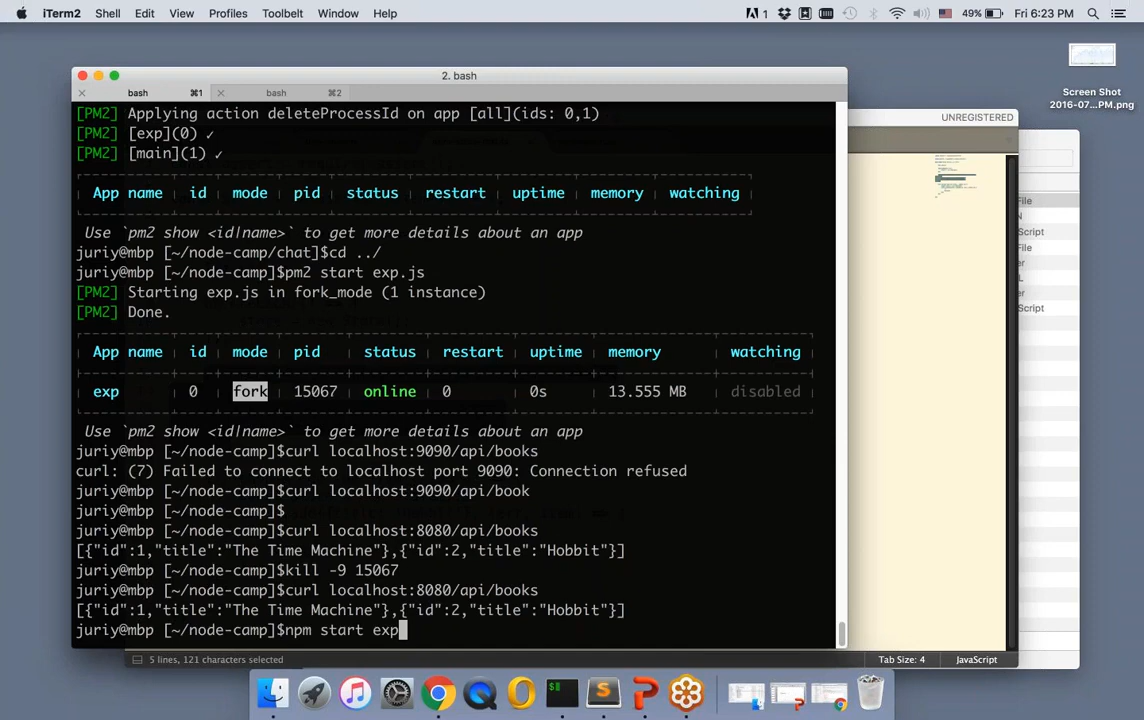 iTerm2 Shell Edit View Profiles Toolbelt Window Help 1 49% Fri 6:23 PM
2. bash
bash ⌘1 bash ⌘2
[PM2] Applying action deleteProcessId on app [all](ids: 0,1)
[PM2] [exp](0) ✓
[PM2] [main](1) ✓
App name id mode pid status restart uptime memory watching
Use `pm2 show <id|name>` to get more details about an app
juriy@mbp [~/node-camp/chat]$cd ../
juriy@mbp [~/node-camp]$pm2 start exp.js
[PM2] Starting exp.js in fork_mode (1 instance)
[PM2] Done.
App name id mode pid status restart uptime memory watching
exp 0 fork 15067 online 0 0s 13.555 MB disabled
Use `pm2 show <id|name>` to get more details about an app
juriy@mbp [~/node-camp]$curl localhost:9090/api/books
curl: (7) Failed to connect to localhost port 9090: Connection refused
juriy@mbp [~/node-camp]$curl localhost:9090/api/book
juriy@mbp [~/node-camp]$
juriy@mbp [~/node-camp]$curl localhost:8080/api/books
[{"id":1,"title":"The Time Machine"},{"id":2,"title":"Hobbit"}]
juriy@mbp [~/node-camp]$kill -9 15067
juriy@mbp [~/node-camp]$curl localhost:8080/api/books
[{"id":1,"title":"The Time Machine"},{"id":2,"title":"Hobbit"}]
juriy@mbp [~/node-camp]$npm start exp
5 lines, 121 characters selected Tab Size: 4 JavaScript
UNREGISTERED
File
N
Script
File
er
L
er
Script
Screen Shot
2016-07...PM.png